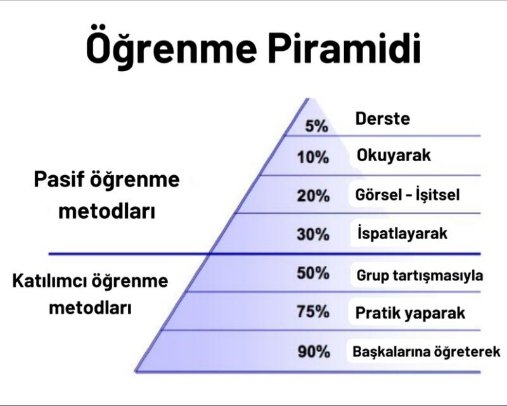 Öğrenme Piramidi
5% Derste
10% Okuyarak
20% Görsel - İşitsel
30% İspatlayarak
Pasif öğrenme
metodları
50% Grup tartışmasıyla
75% Pratik yaparak
90% Başkalarına öğreterek
Katılımcı öğrenme
metodları